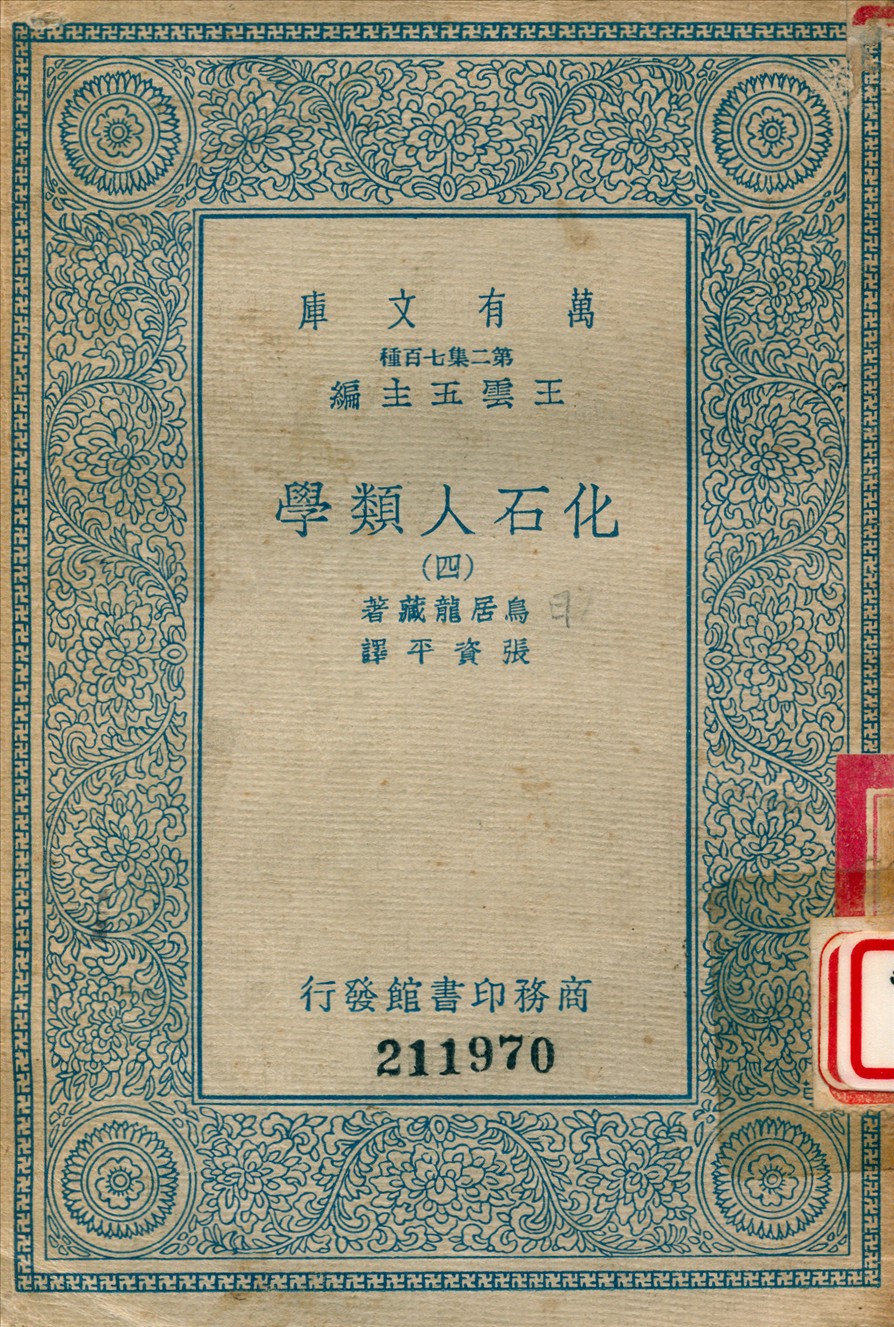 萬有文庫
第二集七百種
王雲五主編
化石人類學
(四)
鳥居龍藏著
日
張資平譯
商務印書館發行
211970